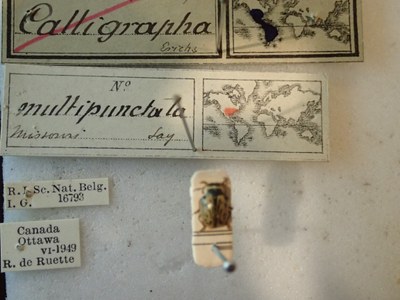 Calligrapha
Erichs
Nº
multipunctata
Missouri Say
R. I. Sc. Nat. Belg.
I. G. 16793
Canada
Ottawa
VI-1949
R. de Ruette